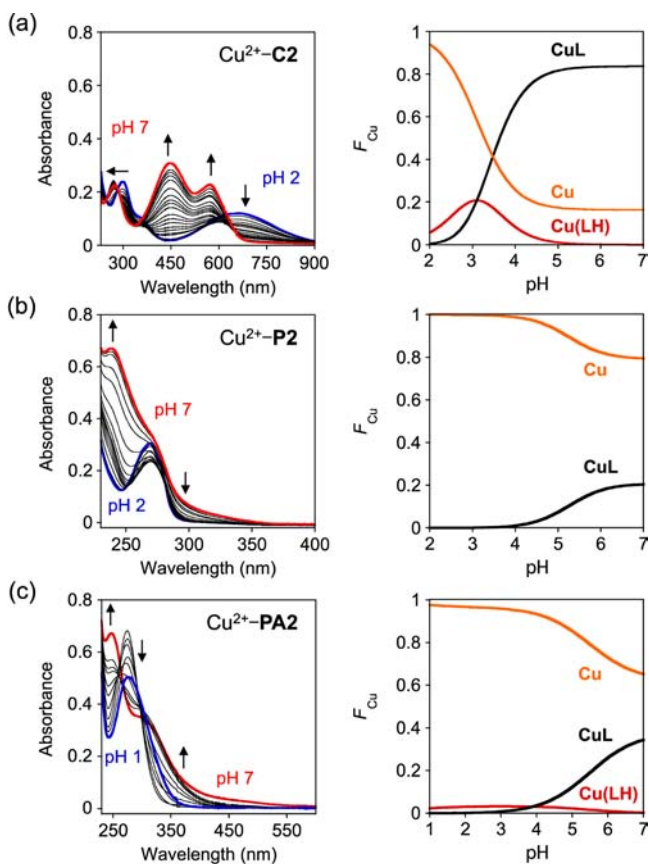 (a)
Cu²⁺–C2
pH 7
pH 2
Absorbance
0.8
0.6
0.4
0.2
0
300 450 600 750 900
Wavelength (nm)
CuL
Cu
Cu(LH)
F_Cu
1
0.8
0.6
0.4
0.2
0
2 3 4 5 6 7
pH
(b)
Cu²⁺–P2
pH 7
pH 2
Absorbance
0.8
0.6
0.4
0.2
0
250 300 350 400
Wavelength (nm)
Cu
CuL
F_Cu
1
0.8
0.6
0.4
0.2
0
2 3 4 5 6 7
pH
(c)
Cu²⁺–PA2
pH 1
pH 7
Absorbance
0.8
0.6
0.4
0.2
0
250 350 450 550
Wavelength (nm)
Cu
CuL
Cu(LH)
F_Cu
1
0.8
0.6
0.4
0.2
0
1 2 3 4 5 6 7
pH